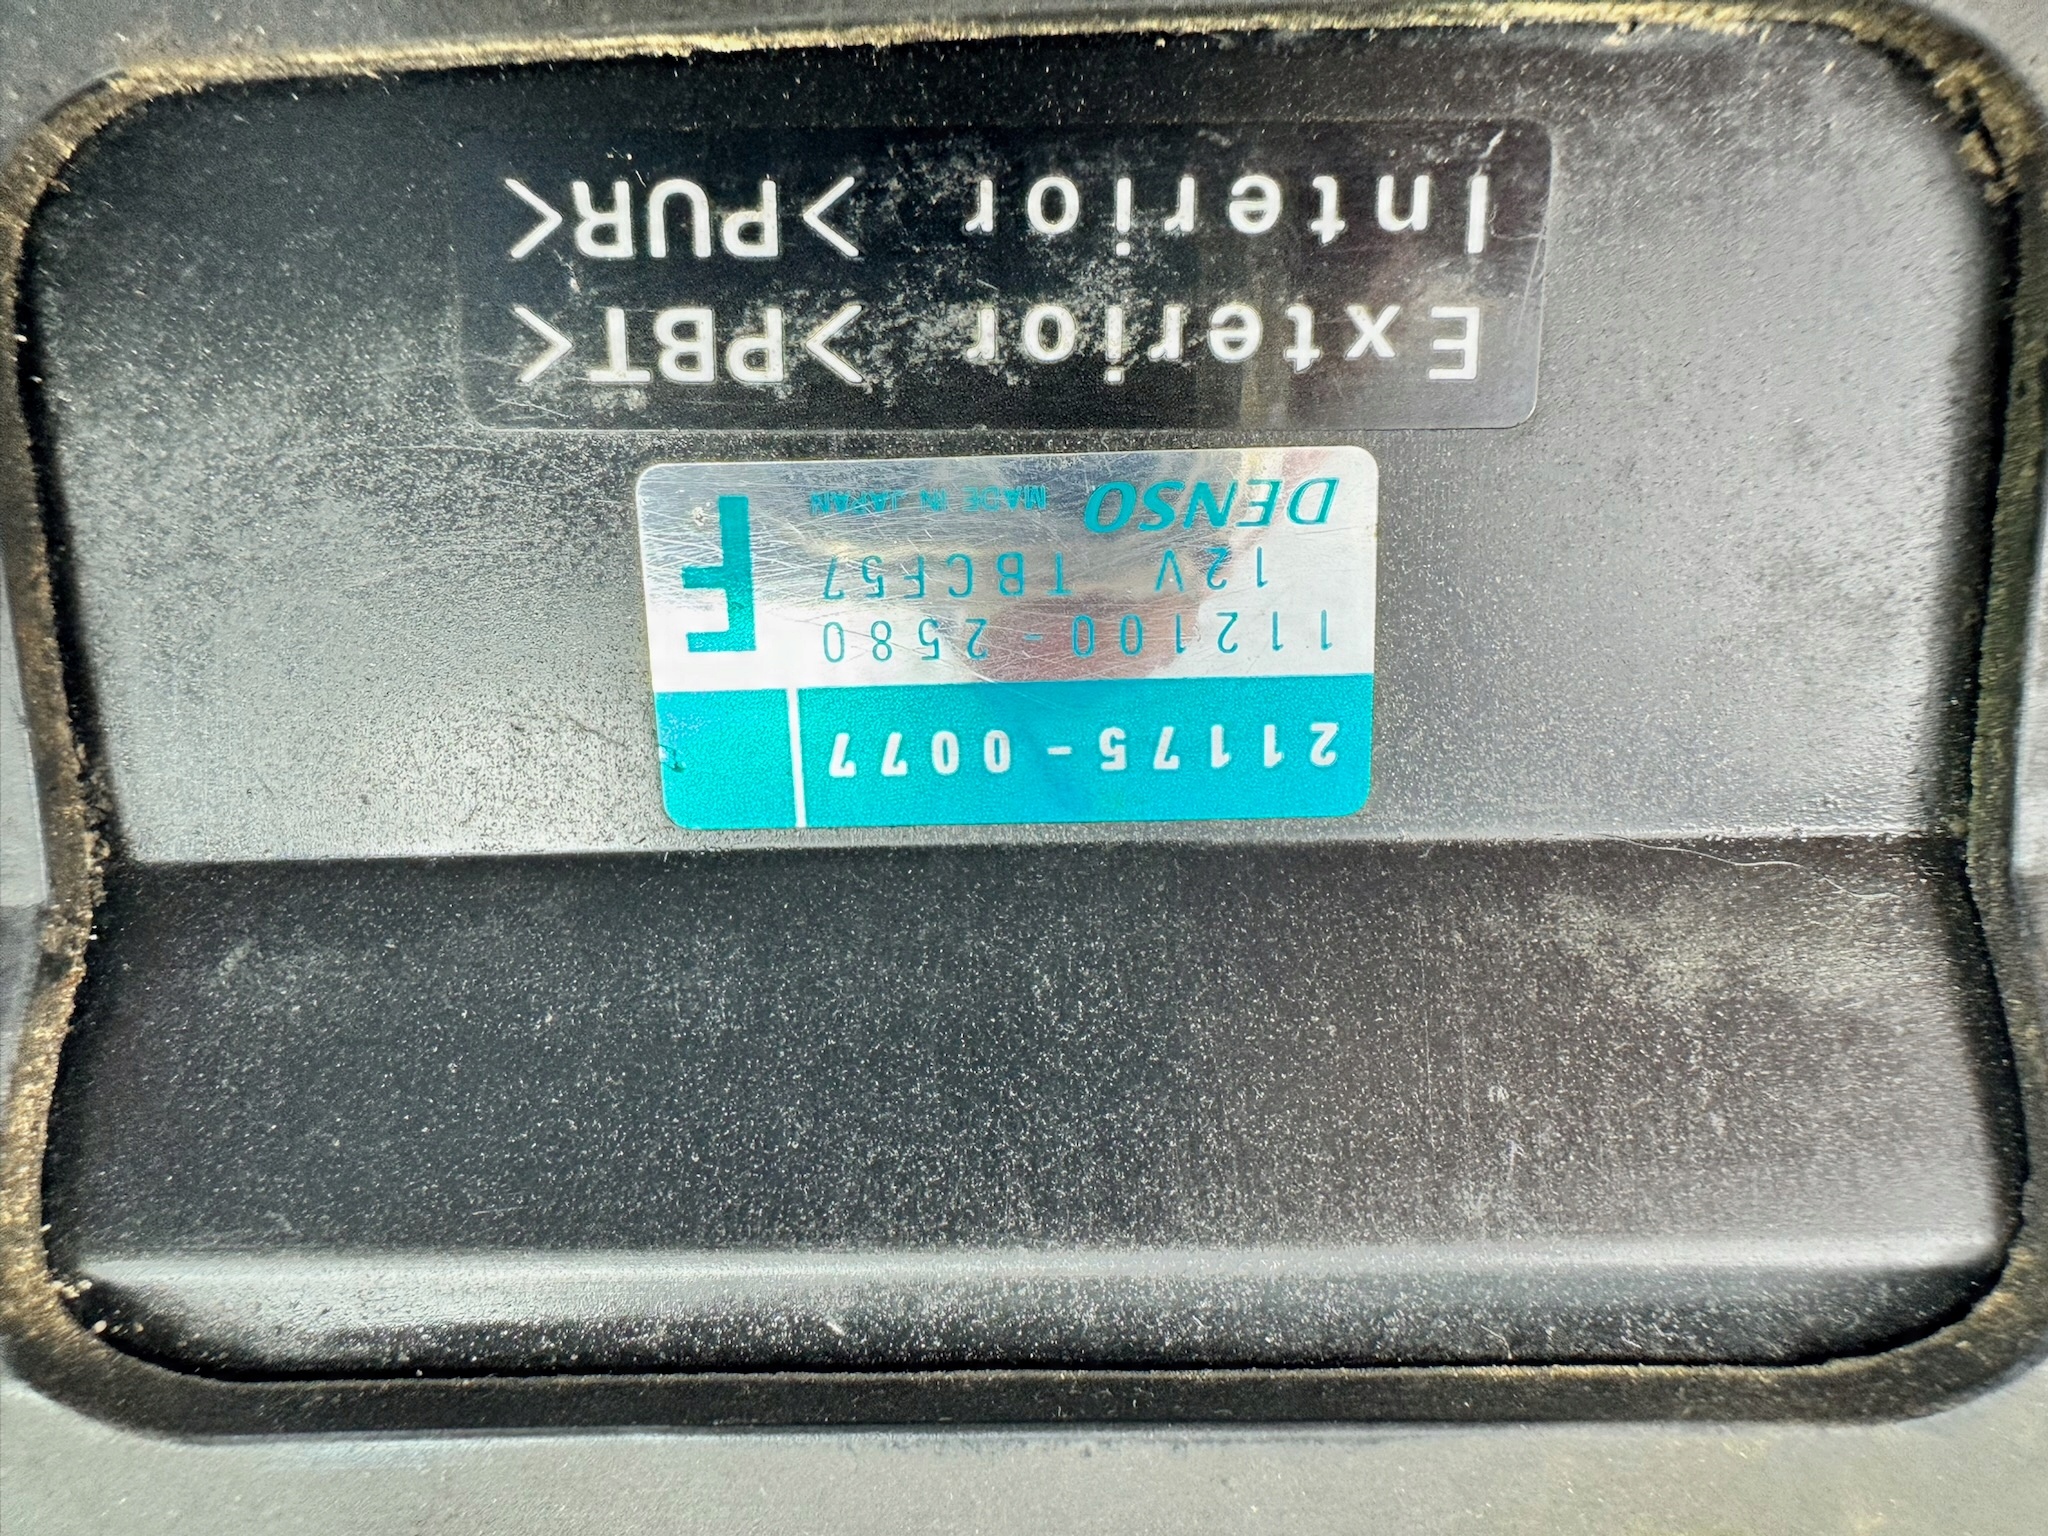 21175-0077
112100-2580
12V TBCF57
DENSO MADE IN JAPAN
F
Exterior >PBT<
Interior >PUR<